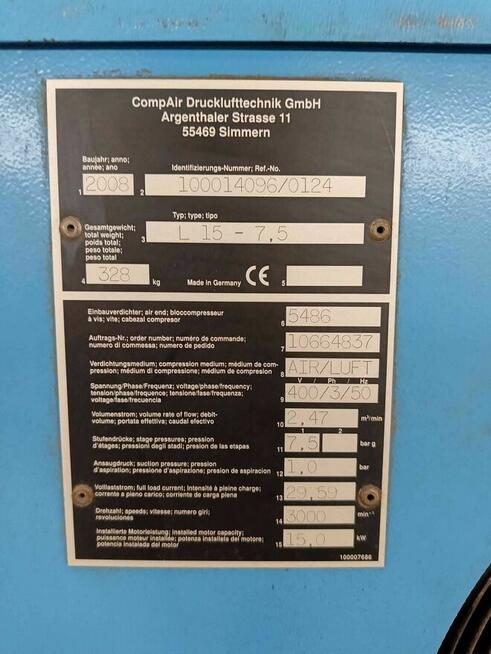 CompAir Drucklufttechnik GmbH
Argenthaler Strasse 11
55469 Simmern
Baujahr; anno;
année; ano
1 2008
Identifizierungs-Nummer; Ref.-No.
2 100014096/0124
Gesamtgewicht;
total weight;
poids total;
peso totale;
peso total
4 328 kg
Typ; type; tipo
3 L 15 - 7,5
Made in Germany CE 5
Einbauverdichter; air end; bloccompresseur
à vis; vite; cabezal compresor
6 5486
Auftrags-Nr.; order number; numéro de commande;
numero di commessa; número de pedido
7 10664837
Verdichtungsmedium; compression medium; médium de com-
pression; médium di compressione; médium de compresion
8 AIR/LUFT
Spannung/Phase/Frequenz; voltage/phase/frequency;
tension/phase/fréquence; tensione/fase/frequenza;
voltaje/fase/frecuencia
V / Ph / Hz
9 400/3/50
Volumenstrom; volume rate of flow; debit-
volume; portata effettiva; caudal efectivo
10 2,47 m³/min
1 2
Stufendrücke; stage pressures; pression
d'étages; pressioni degli stadi; presion de las etapas
11 7,5 bar g
Ansaugdruck; suction pressure; pression
d'aspiration; pressione d'aspirazione; presion de aspiracion
12 1,0 bar
Vollaststrom; full load current; Intensité à pleine charge;
corrente a pieno carico; corriente de carga plena
13 29,59
Drehzahl; speeds; vitesse; numero giri;
revoluciones
14 3000 min⁻¹
Installierte Motorleistung; installed motor capacity;
puissance moteur installée; potenza installata del motore;
potencia instalada del motor
15 15,0 kW
100007686